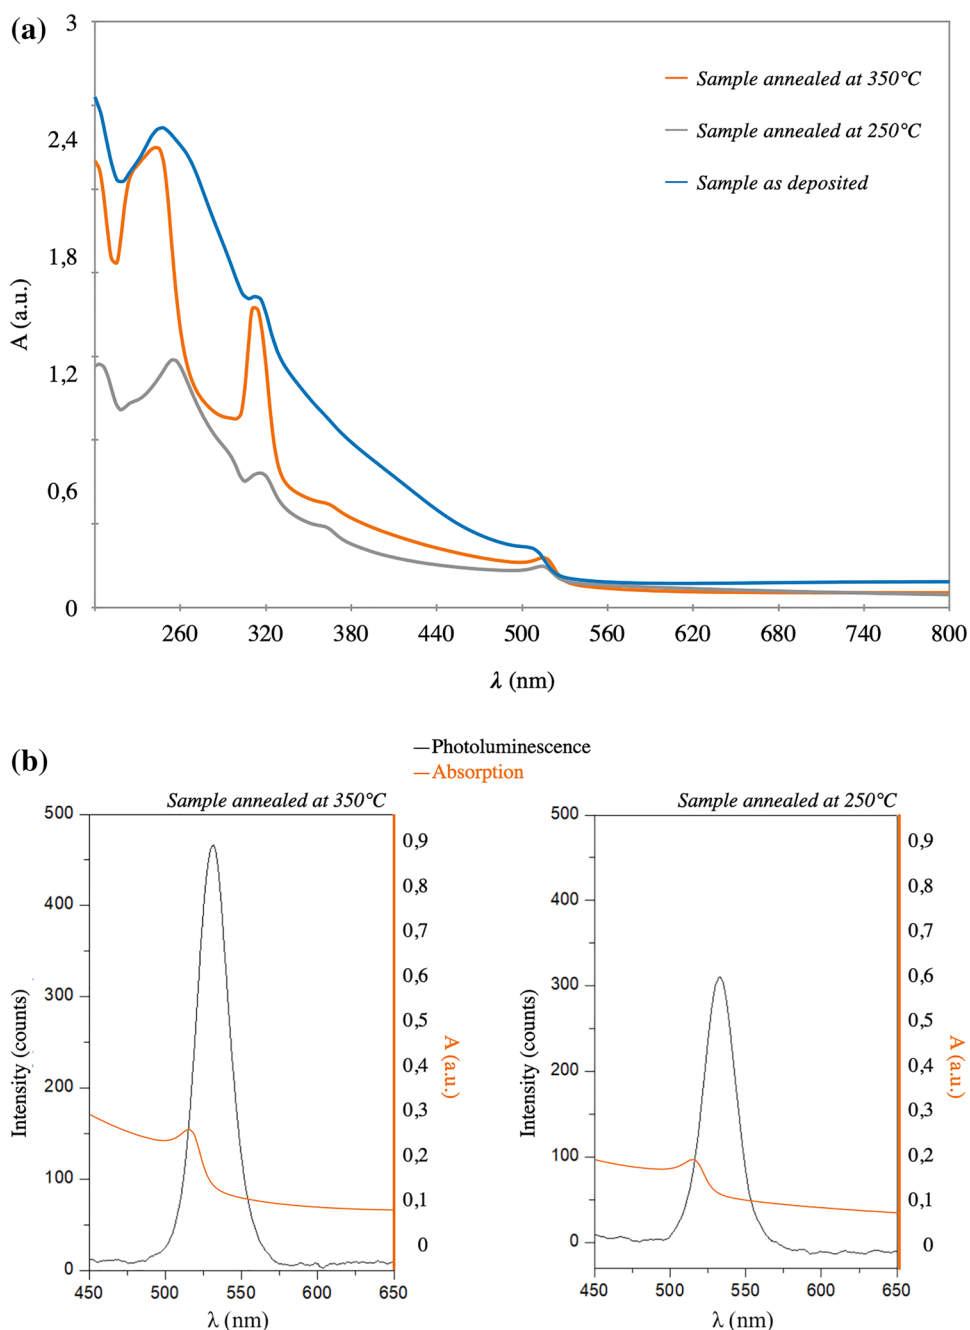 (a)
3
2,4
1,8
1,2
0,6
0
A (a.u.)
Sample annealed at 350°C
Sample annealed at 250°C
Sample as deposited
260 320 380 440 500 560 620 680 740 800
λ (nm)
(b)
Photoluminescence
Absorption
Sample annealed at 350°C
500
400
300
200
100
0
Intensity (counts)
0,9
0,8
0,7
0,6
0,5
0,4
0,3
0,2
0,1
0
A (a.u.)
450 500 550 600 650
λ (nm)
Sample annealed at 250°C
500
400
300
200
100
0
Intensity (counts)
0,9
0,8
0,7
0,6
0,5
0,4
0,3
0,2
0,1
0
A (a.u.)
450 500 550 600 650
λ (nm)